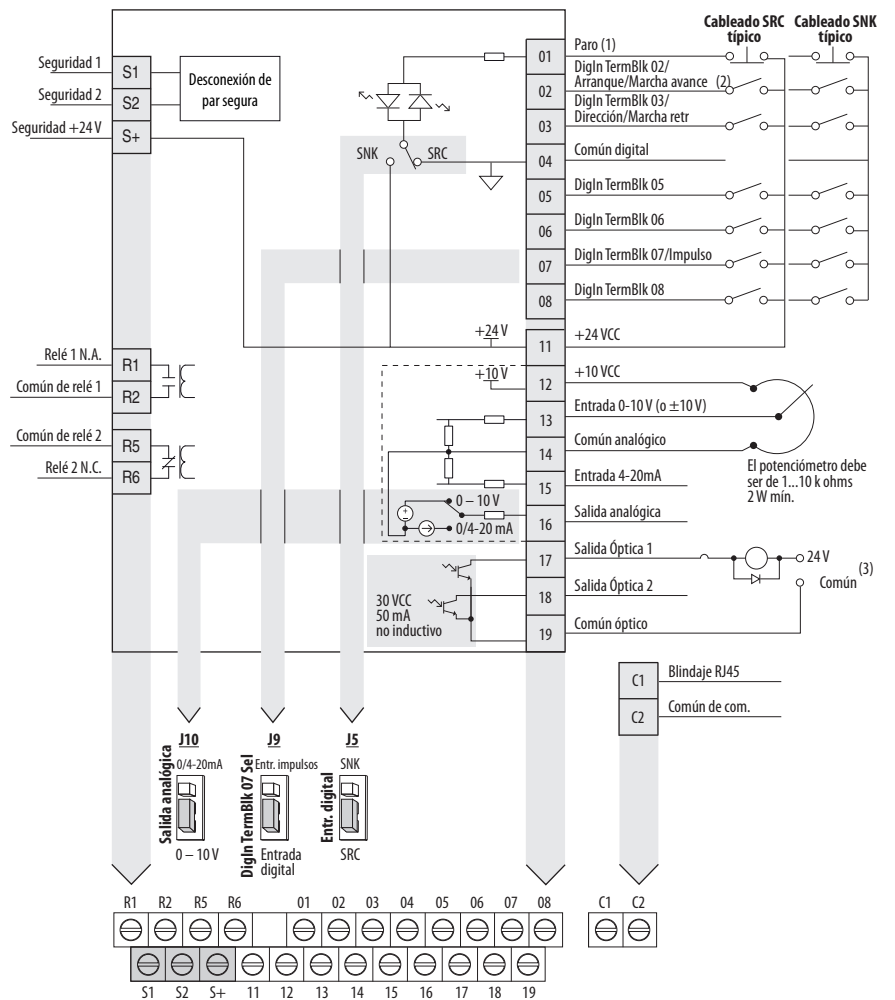 Cableado SRC típico
Cableado SNK típico
Seguridad 1
S1
Seguridad 2
S2
Seguridad +24 V
S+
Desconexión de par segura
SNK
SRC
01
Paro (1)
02
DigIn TermBlk 02/
Arranque/Marcha avance (2)
03
DigIn TermBlk 03/
Dirección/Marcha retr
04
Común digital
05
DigIn TermBlk 05
06
DigIn TermBlk 06
07
DigIn TermBlk 07/Impulso
08
DigIn TermBlk 08
+24 V
11
+24 VCC
+10 V
12
+10 VCC
13
Entrada 0-10 V (o ±10 V)
14
Común analógico
15
Entrada 4-20mA
16
Salida analógica
17
Salida Óptica 1
18
Salida Óptica 2
19
Común óptico
Relé 1 N.A.
R1
Común de relé 1
R2
Común de relé 2
R5
Relé 2 N.C.
R6
El potenciómetro debe
ser de 1...10 k ohms
2 W mín.
0 – 10 V
0/4-20 mA
+
30 VCC
50 mA
no inductivo
24 V
Común
(3)
C1
Blindaje RJ45
C2
Común de com.
J10
Salida analógica
0/4-20mA
0 – 10 V
J9
DigIn TermBlk 07 Sel
Entr. impulsos
Entrada
digital
J5
Entr. digital
SNK
SRC
R1 R2 R5 R6 01 02 03 04 05 06 07 08 C1 C2
S1 S2 S+ 11 12 13 14 15 16 17 18 19